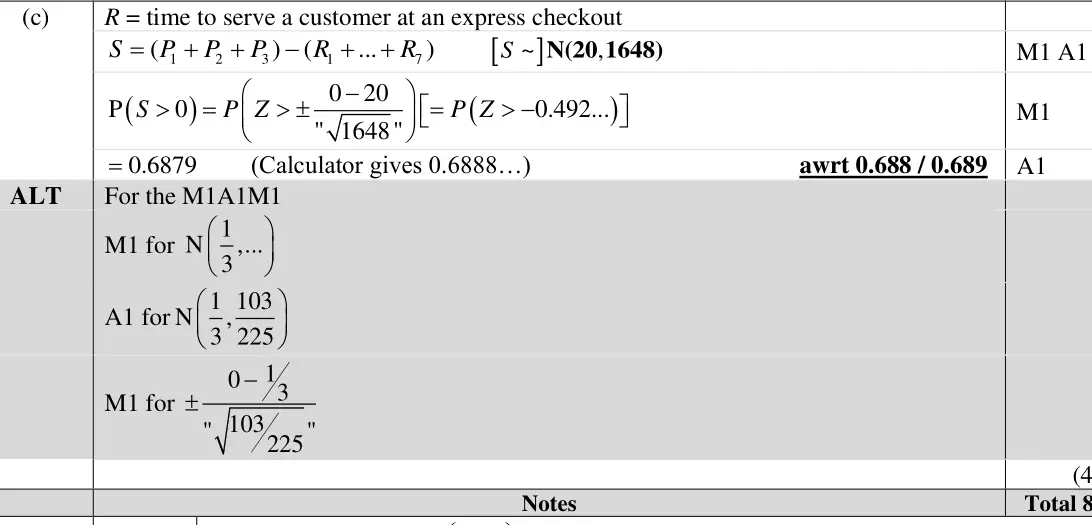 (c) R = time to serve a customer at an express checkout
S = (P₁ + P₂ + P₃) − (R₁ + ... + R₇) [S ~] N(20,1648) M1 A1
P(S > 0) = P(Z > ± (0 − 20)/("√1648")) [= P(Z > −0.492...)] M1
= 0.6879 (Calculator gives 0.6888…) awrt 0.688 / 0.689 A1
ALT For the M1A1M1
M1 for N(1/3 ,...)
A1 for N(1/3 , 103/225)
M1 for ± (0 − 1/3)/("√(103/225)")
(4
Notes Total 8